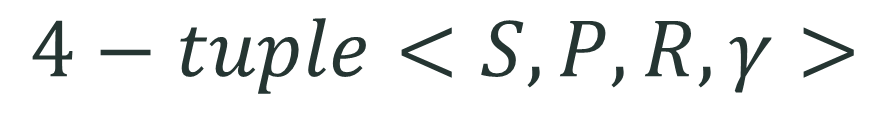 4 − tuple < S, P, R, γ >